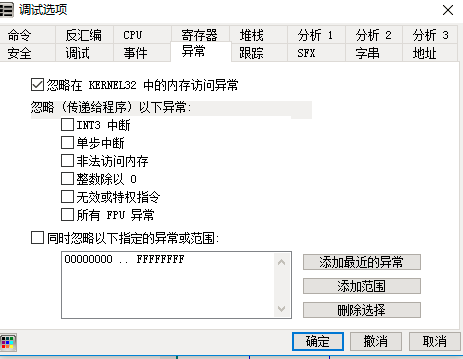 调试选项
命令 反汇编 CPU 寄存器 堆栈 分析 1 分析 2 分析 3
安全 调试 事件 异常 跟踪 SFX 字串 地址
忽略在 KERNEL32 中的内存访问异常
忽略 (传递给程序) 以下异常:
INT3 中断
单步中断
非法访问内存
整数除以 0
无效或特权指令
所有 FPU 异常
同时忽略以下指定的异常或范围:
00000000 .. FFFFFFFF
添加最近的异常
添加范围
删除选择
确定 撤消 取消